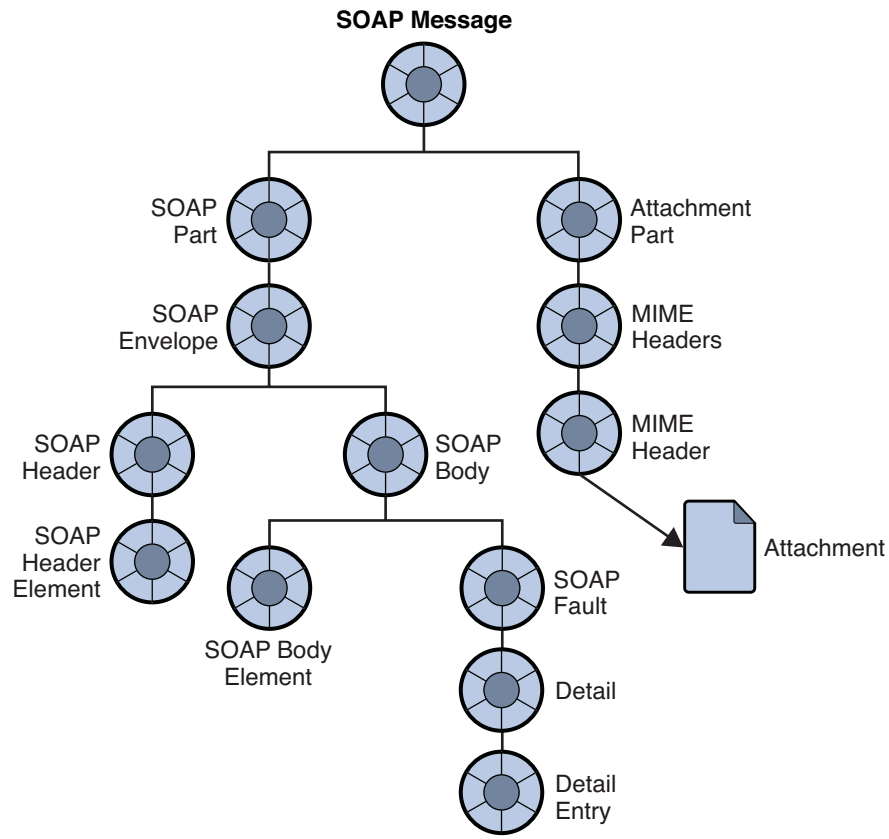 SOAP Message
SOAP
Part
Attachment
Part
SOAP
Envelope
MIME
Headers
SOAP
Header
SOAP
Body
MIME
Header
SOAP
Header
Element
Attachment
SOAP Body
Element
SOAP
Fault
Detail
Detail
Entry